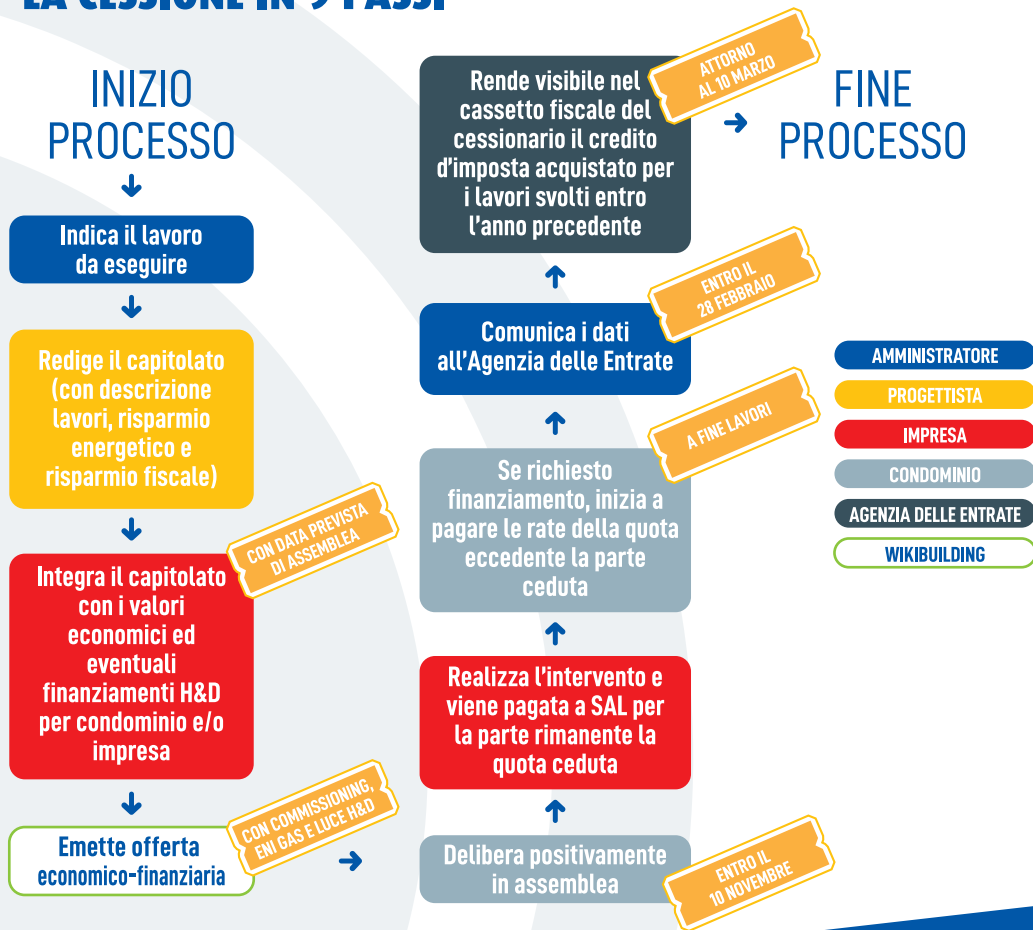 LA CESSIONE IN 9 PASSI
INIZIO
PROCESSO
Indica il lavoro
da eseguire
Redige il capitolato
(con descrizione
lavori, risparmio
energetico e
risparmio fiscale)
CON DATA PREVISTA
DI ASSEMBLEA
Integra il capitolato
con i valori
economici ed
eventuali
finanziamenti H&D
per condominio e/o
impresa
CON COMMISSIONING,
ENI GAS E LUCE H&D
Emette offerta
economico-finanziaria
Delibera positivamente
in assemblea
ENTRO IL
10 NOVEMBRE
Realizza l'intervento e
viene pagata a SAL per
la parte rimanente la
quota ceduta
Se richiesto
finanziamento, inizia a
pagare le rate della quota
eccedente la parte
ceduta
A FINE LAVORI
Comunica i dati
all'Agenzia delle Entrate
ENTRO IL
28 FEBBRAIO
Rende visibile nel
cassetto fiscale del
cessionario il credito
d'imposta acquistato per
i lavori svolti entro
l'anno precedente
ATTORNO
AL 10 MARZO
FINE
PROCESSO
AMMINISTRATORE
PROGETTISTA
IMPRESA
CONDOMINIO
AGENZIA DELLE ENTRATE
WIKIBUILDING